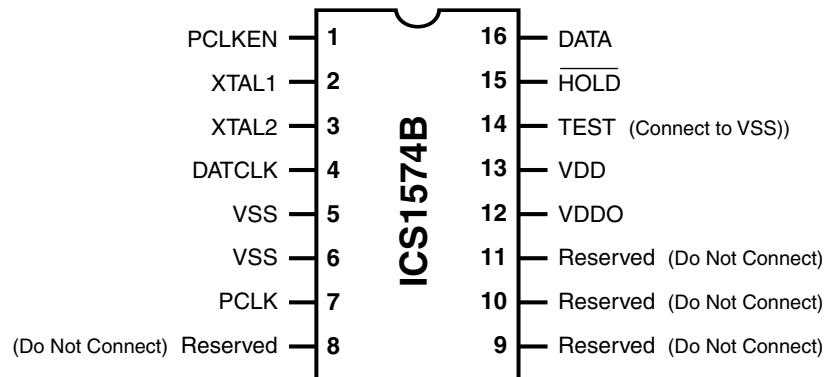 PCLKEN 1 16 DATA
XTAL1 2 15 H̅O̅L̅D̅
XTAL2 3 14 TEST (Connect to VSS))
DATCLK 4 13 VDD
VSS 5 12 VDDO
VSS 6 11 Reserved (Do Not Connect)
PCLK 7 10 Reserved (Do Not Connect)
(Do Not Connect) Reserved 8 9 Reserved (Do Not Connect)
ICS1574B